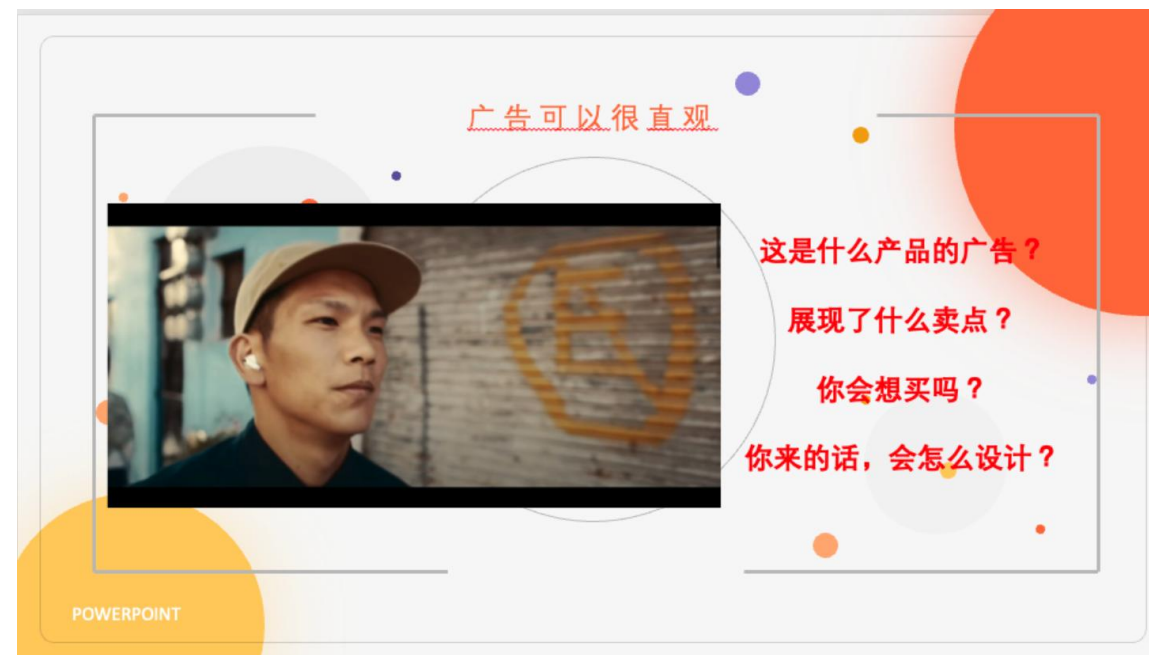 广告可以很直观
这是什么产品的广告？
展现了什么卖点？
你会想买吗？
你来的话，会怎么设计？
POWERPOINT